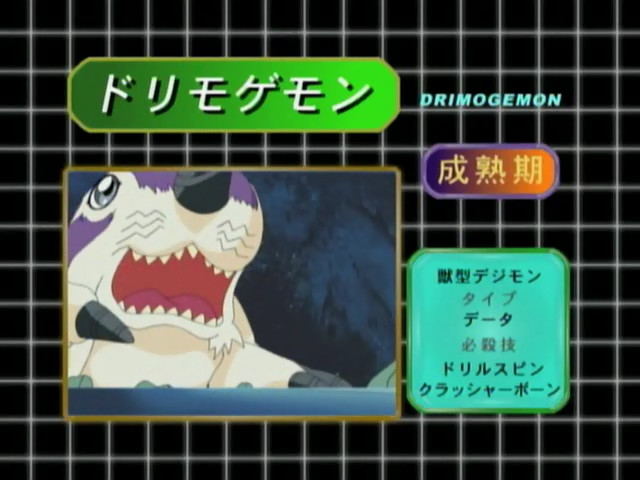 ドリモゲモン
DRIMOGEMON
成熟期
獣型デジモン
タイプ
データ
必殺技
ドリルスピン
クラッシャーボーン